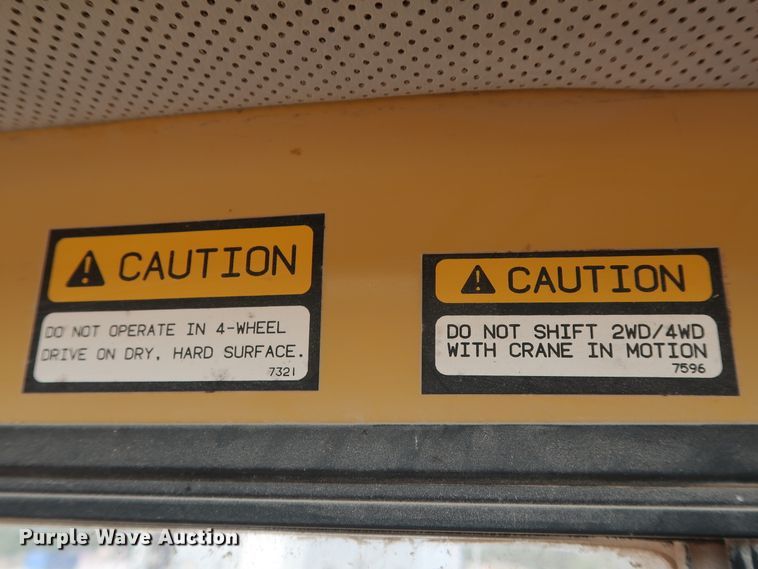 CAUTION
DO NOT OPERATE IN 4-WHEEL
DRIVE ON DRY, HARD SURFACE.
7321
CAUTION
DO NOT SHIFT 2WD/4WD
WITH CRANE IN MOTION
7596
Purple Wave Auction